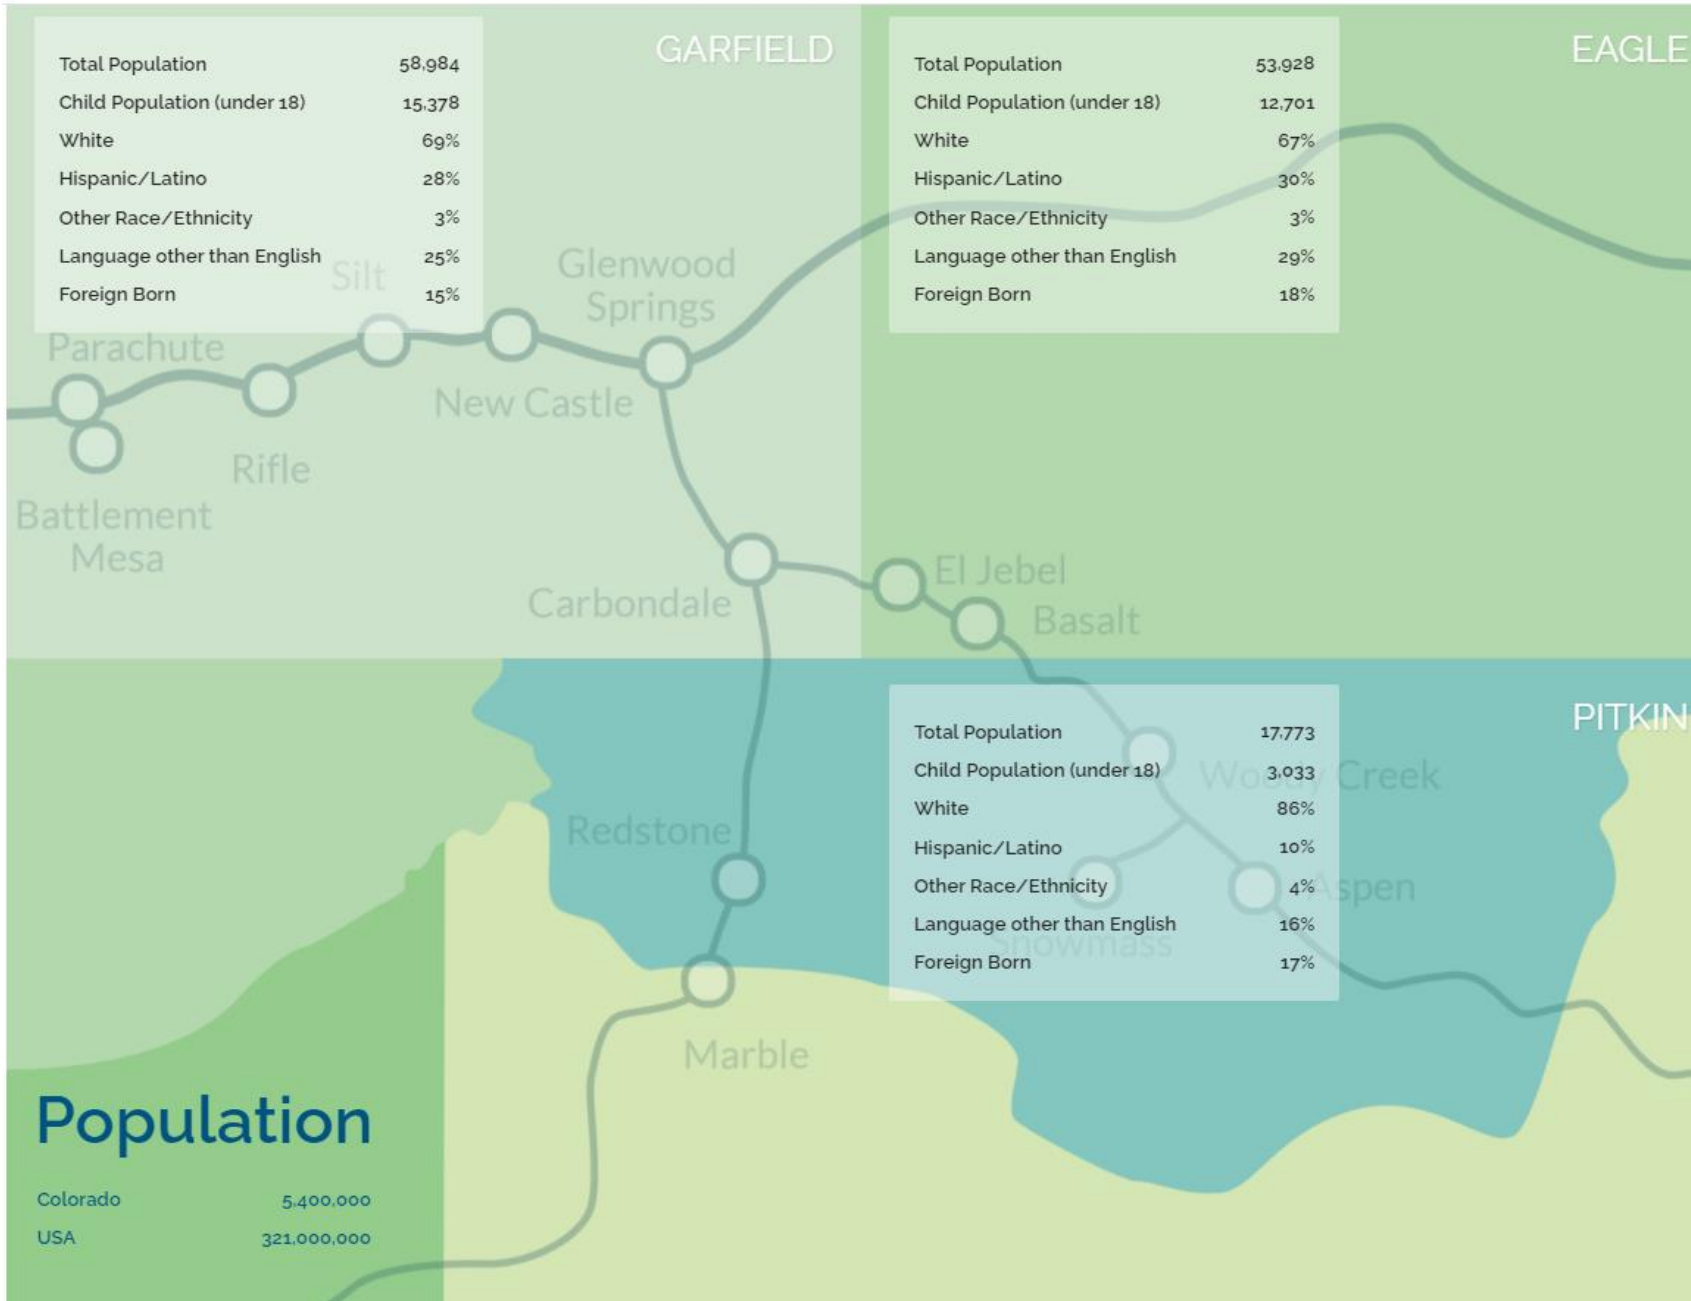 GARFIELD
Total Population 58,984
Child Population (under 18) 15,378
White 69%
Hispanic/Latino 28%
Other Race/Ethnicity 3%
Language other than English 25%
Foreign Born 15%
EAGLE
Total Population 53,928
Child Population (under 18) 12,701
White 67%
Hispanic/Latino 30%
Other Race/Ethnicity 3%
Language other than English 29%
Foreign Born 18%
Silt
Glenwood
Springs
Parachute
New Castle
Rifle
Battlement
Mesa
Carbondale
El Jebel
Basalt
PITKIN
Total Population 17,773
Child Population (under 18) 3,033
White 86%
Hispanic/Latino 10%
Other Race/Ethnicity 4%
Language other than English 16%
Foreign Born 17%
Woody Creek
Redstone
Aspen
Snowmass
Marble
Population
Colorado 5,400,000
USA 321,000,000